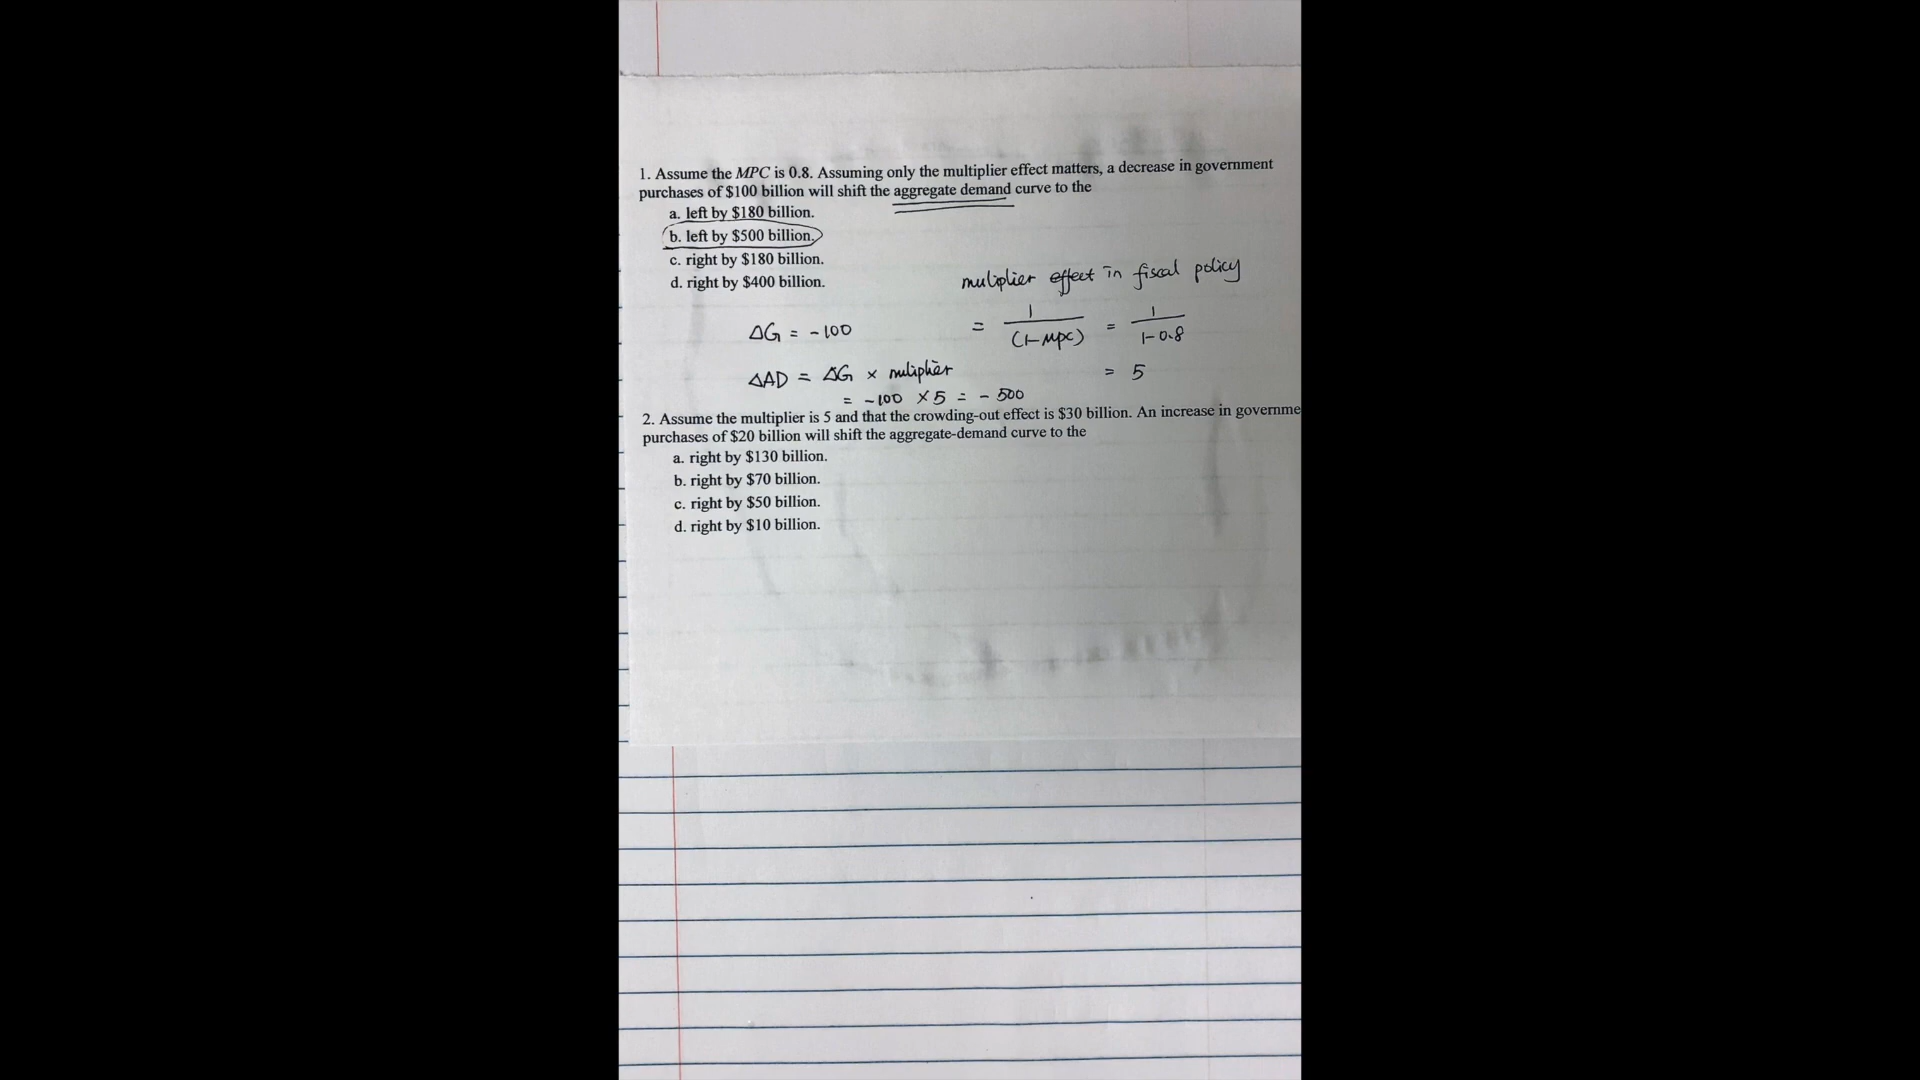 1. Assume the MPC is 0.8. Assuming only the multiplier effect matters, a decrease in government
purchases of $100 billion will shift the aggregate demand curve to the
a. left by $180 billion.
b. left by $500 billion.
c. right by $180 billion.
d. right by $400 billion.
muliplier effect in fiscal policy
= 1/(1-MPC) = 1/1-0.8
= 5
ΔG = -100
ΔAD = ΔG × muliplier
= -100 × 5 = -500
2. Assume the multiplier is 5 and that the crowding-out effect is $30 billion. An increase in governme
purchases of $20 billion will shift the aggregate-demand curve to the
a. right by $130 billion.
b. right by $70 billion.
c. right by $50 billion.
d. right by $10 billion.